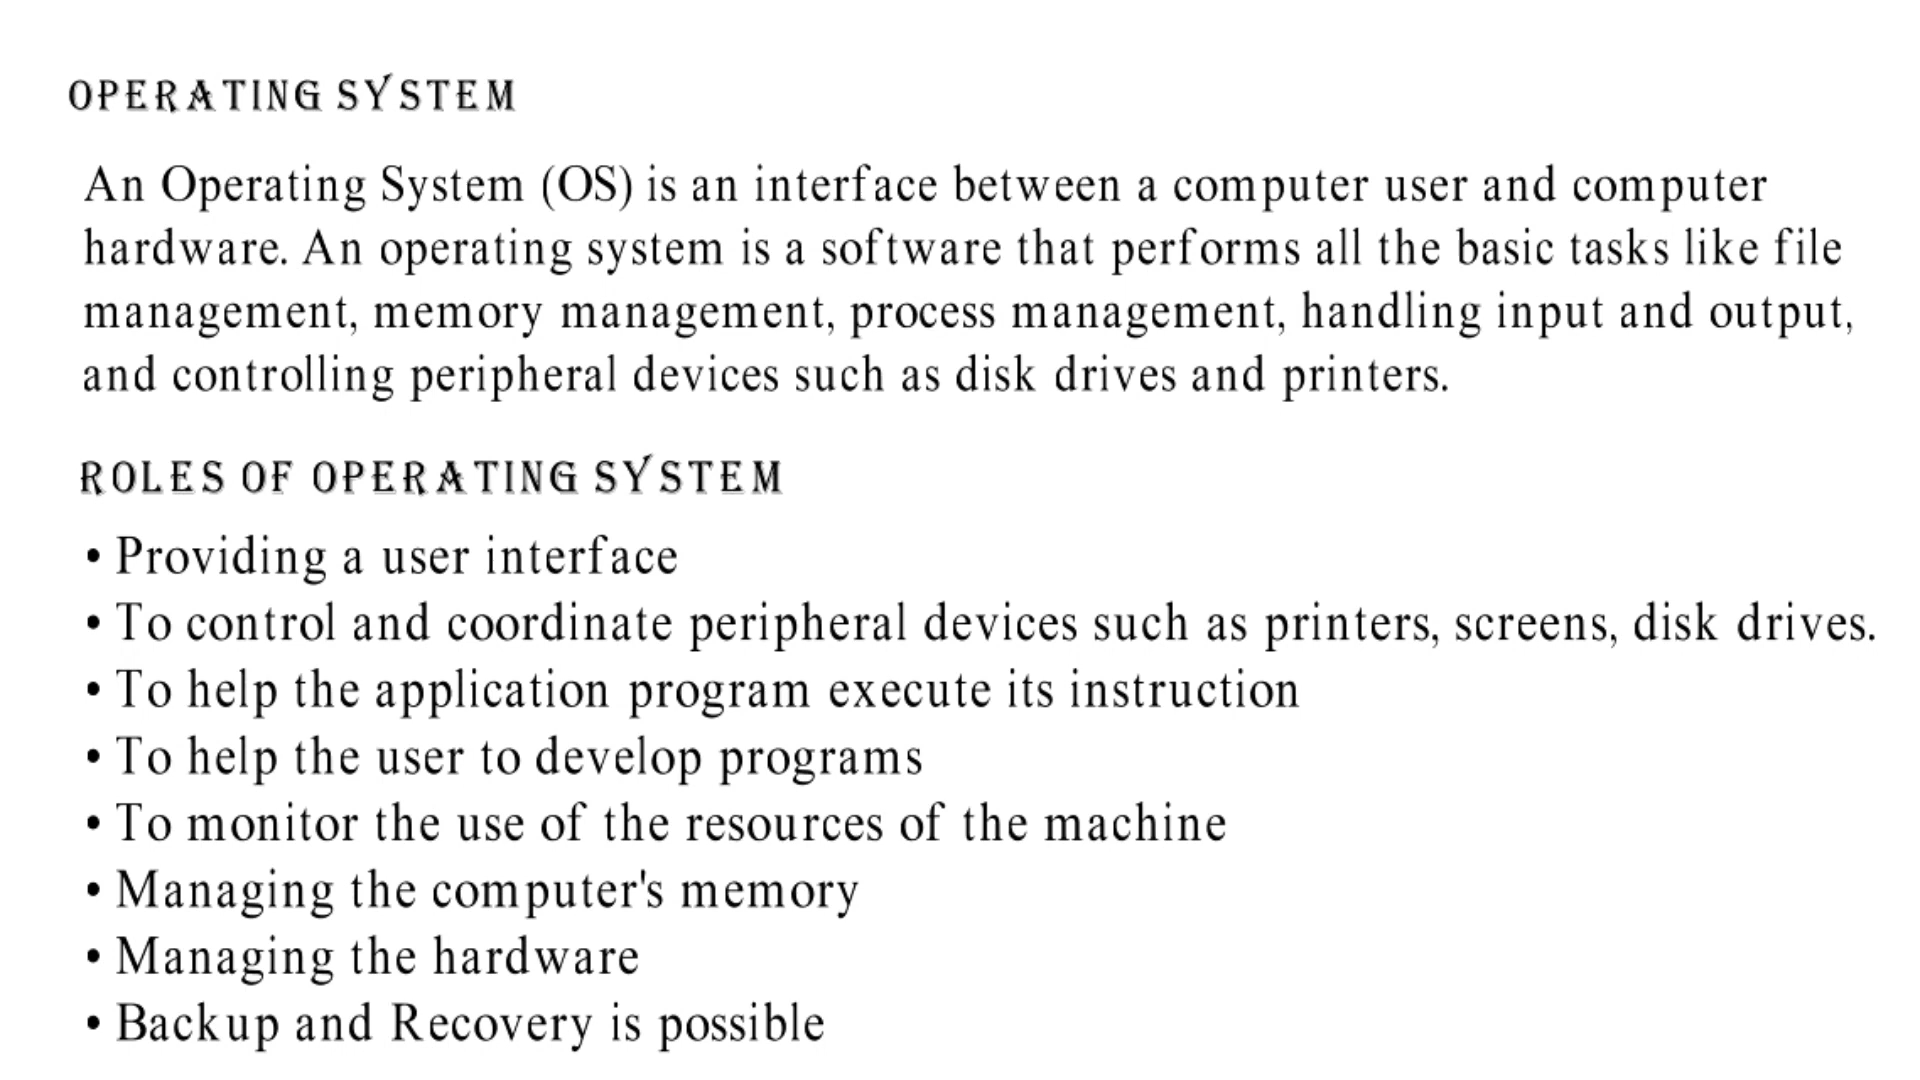 OPERATING SYSTEM
An Operating System (OS) is an interface between a computer user and computer
hardware. An operating system is a software that performs all the basic tasks like file
management, memory management, process management, handling input and output,
and controlling peripheral devices such as disk drives and printers.
ROLES OF OPERATING SYSTEM
• Providing a user interface
• To control and coordinate peripheral devices such as printers, screens, disk drives.
• To help the application program execute its instruction
• To help the user to develop programs
• To monitor the use of the resources of the machine
• Managing the computer's memory
• Managing the hardware
• Backup and Recovery is possible